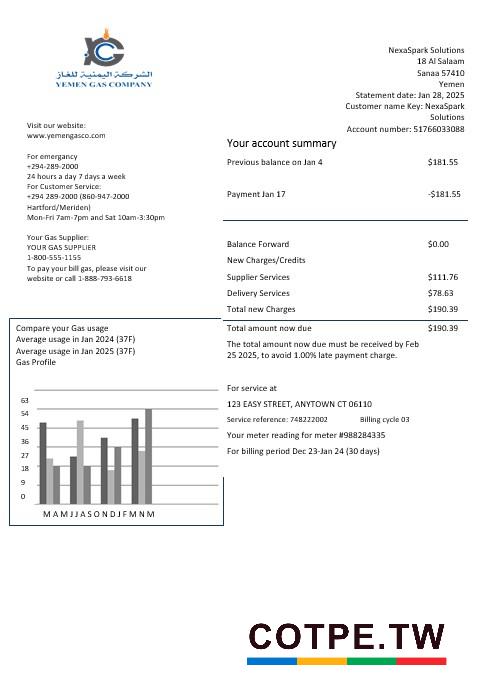 الشركة اليمنية للغاز
YEMEN GAS COMPANY
NexaSpark Solutions
18 Al Salaam
Sanaa 57410
Yemen
Statement date: Jan 28, 2025
Customer name Key: NexaSpark
Solutions
Account number: 51766033088
Visit our website:
www.yemengasco.com
For emergancy
+294-289-2000
24 hours a day 7 days a week
For Customer Service:
+294 289-2000 (860-947-2000
Hartford/Meriden)
Mon-Fri 7am-7pm and Sat 10am-3:30pm
Your Gas Supplier:
YOUR GAS SUPPLIER
1-800-555-1155
To pay your bill gas, please visit our
website or call 1-888-793-6618
Your account summary
Previous balance on Jan 4 $181.55
Payment Jan 17 -$181.55
Balance Forward $0.00
New Charges/Credits
Supplier Services $111.76
Delivery Services $78.63
Total new Charges $190.39
Total amount now due $190.39
The total amount now due must be received by Feb
25 2025, to avoid 1.00% late payment charge.
For service at
123 EASY STREET, ANYTOWN CT 06110
Service reference: 748222002 Billing cycle 03
Your meter reading for meter #988284335
For billing period Dec 23-Jan 24 (30 days)
Compare your Gas usage
Average usage in Jan 2024 (37F)
Average usage in Jan 2025 (37F)
Gas Profile
63
54
45
36
27
18
9
0
M A M J J A S O N D J F M N M
COTPE.TW